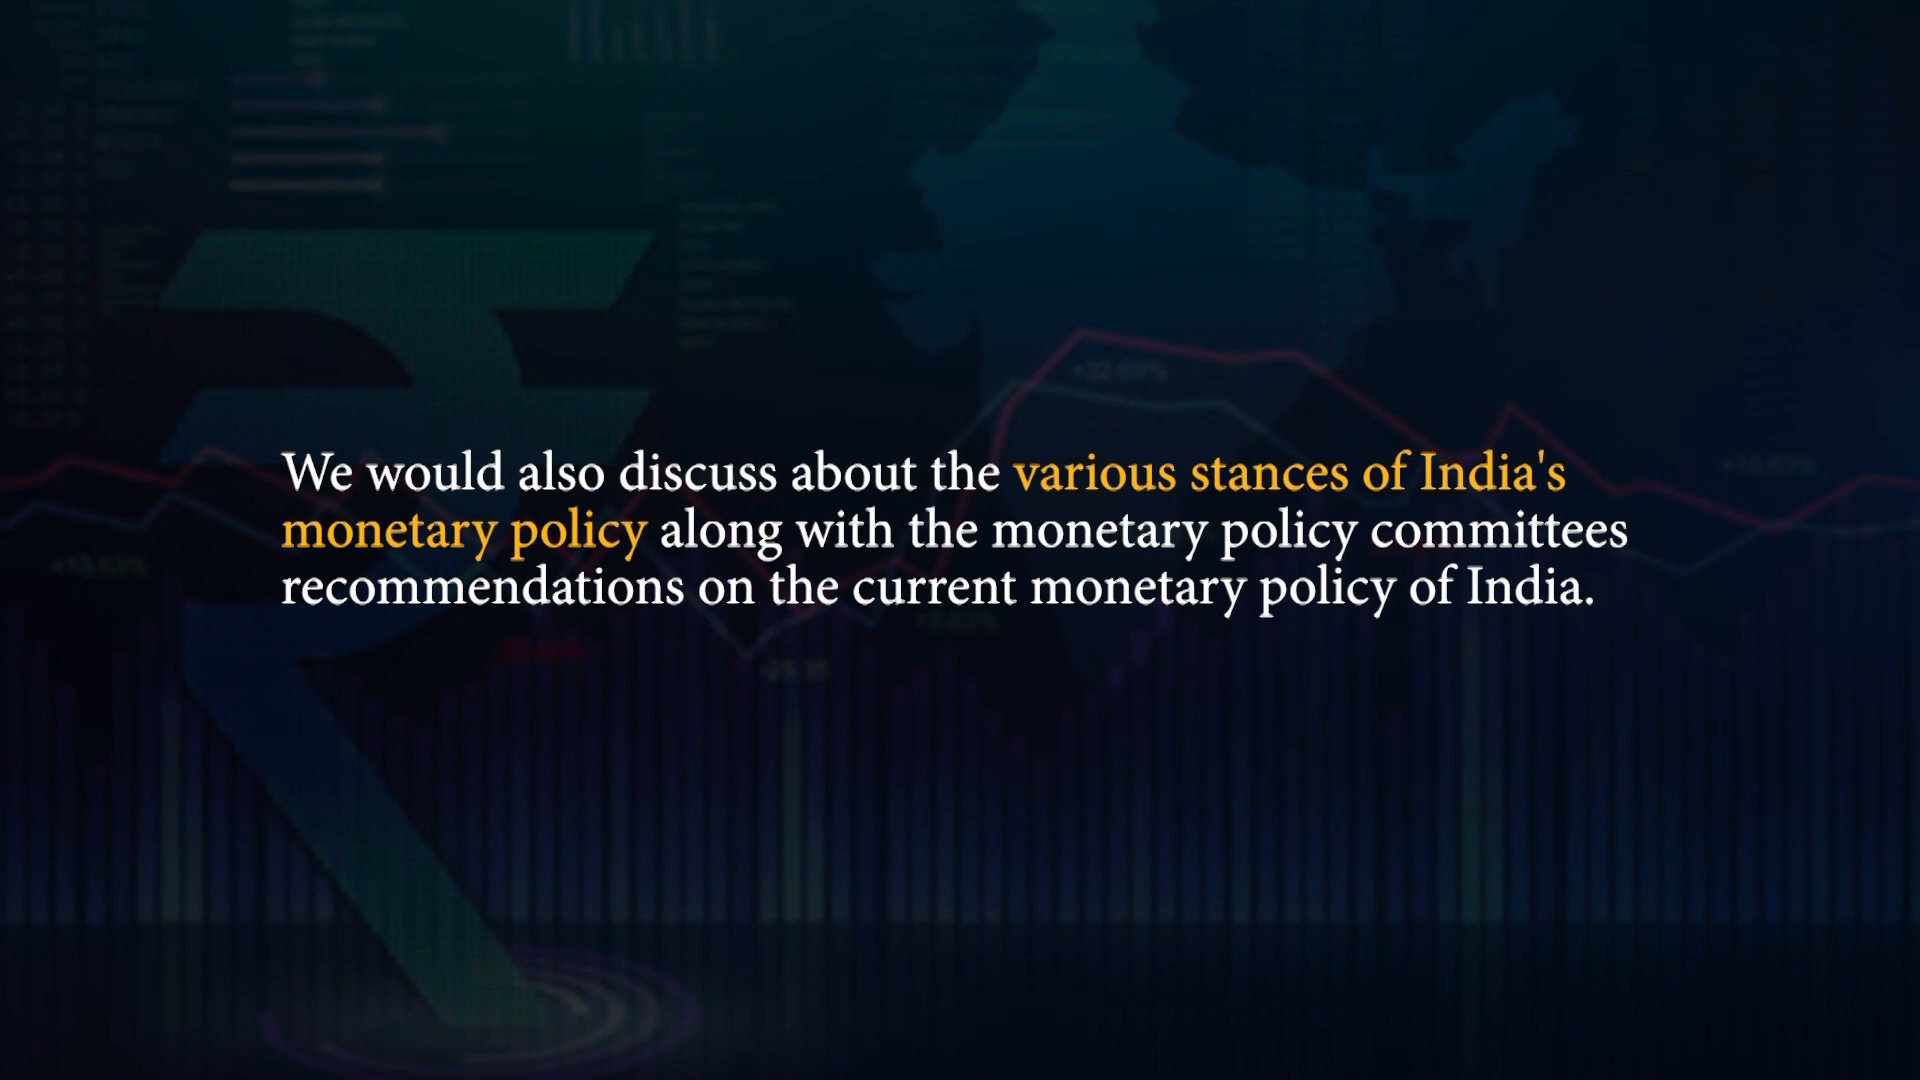 We would also discuss about the various stances of India's
monetary policy along with the monetary policy committees
recommendations on the current monetary policy of India.